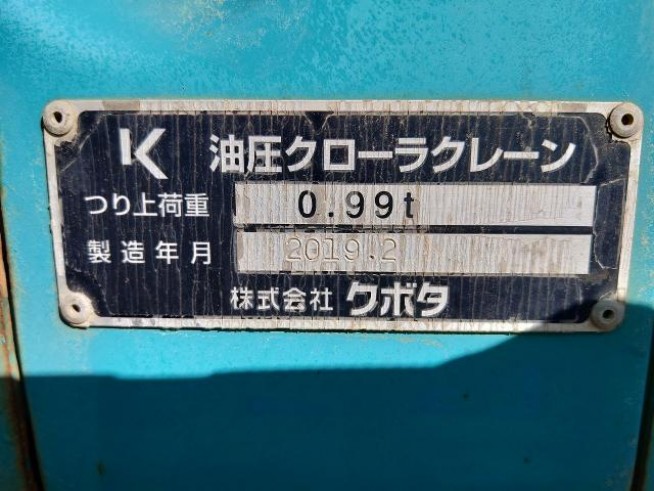 K 油圧クローラクレーン
つり上荷重 0.99t
製造年月 2019.2
株式会社 クボタ